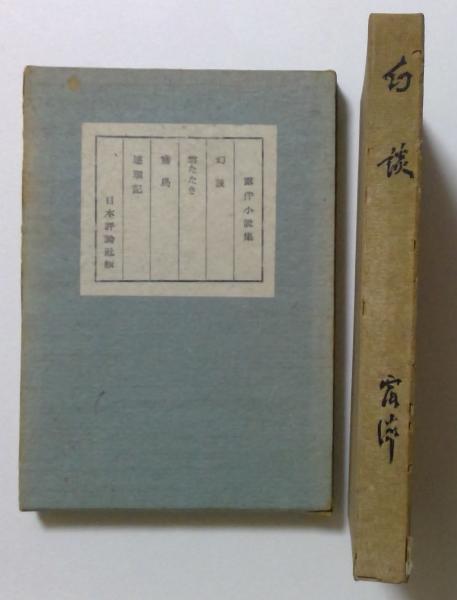 露伴小説集
幻談
雪たたき
鵞鳥
連環記
日本評論社版
幻談
露伴